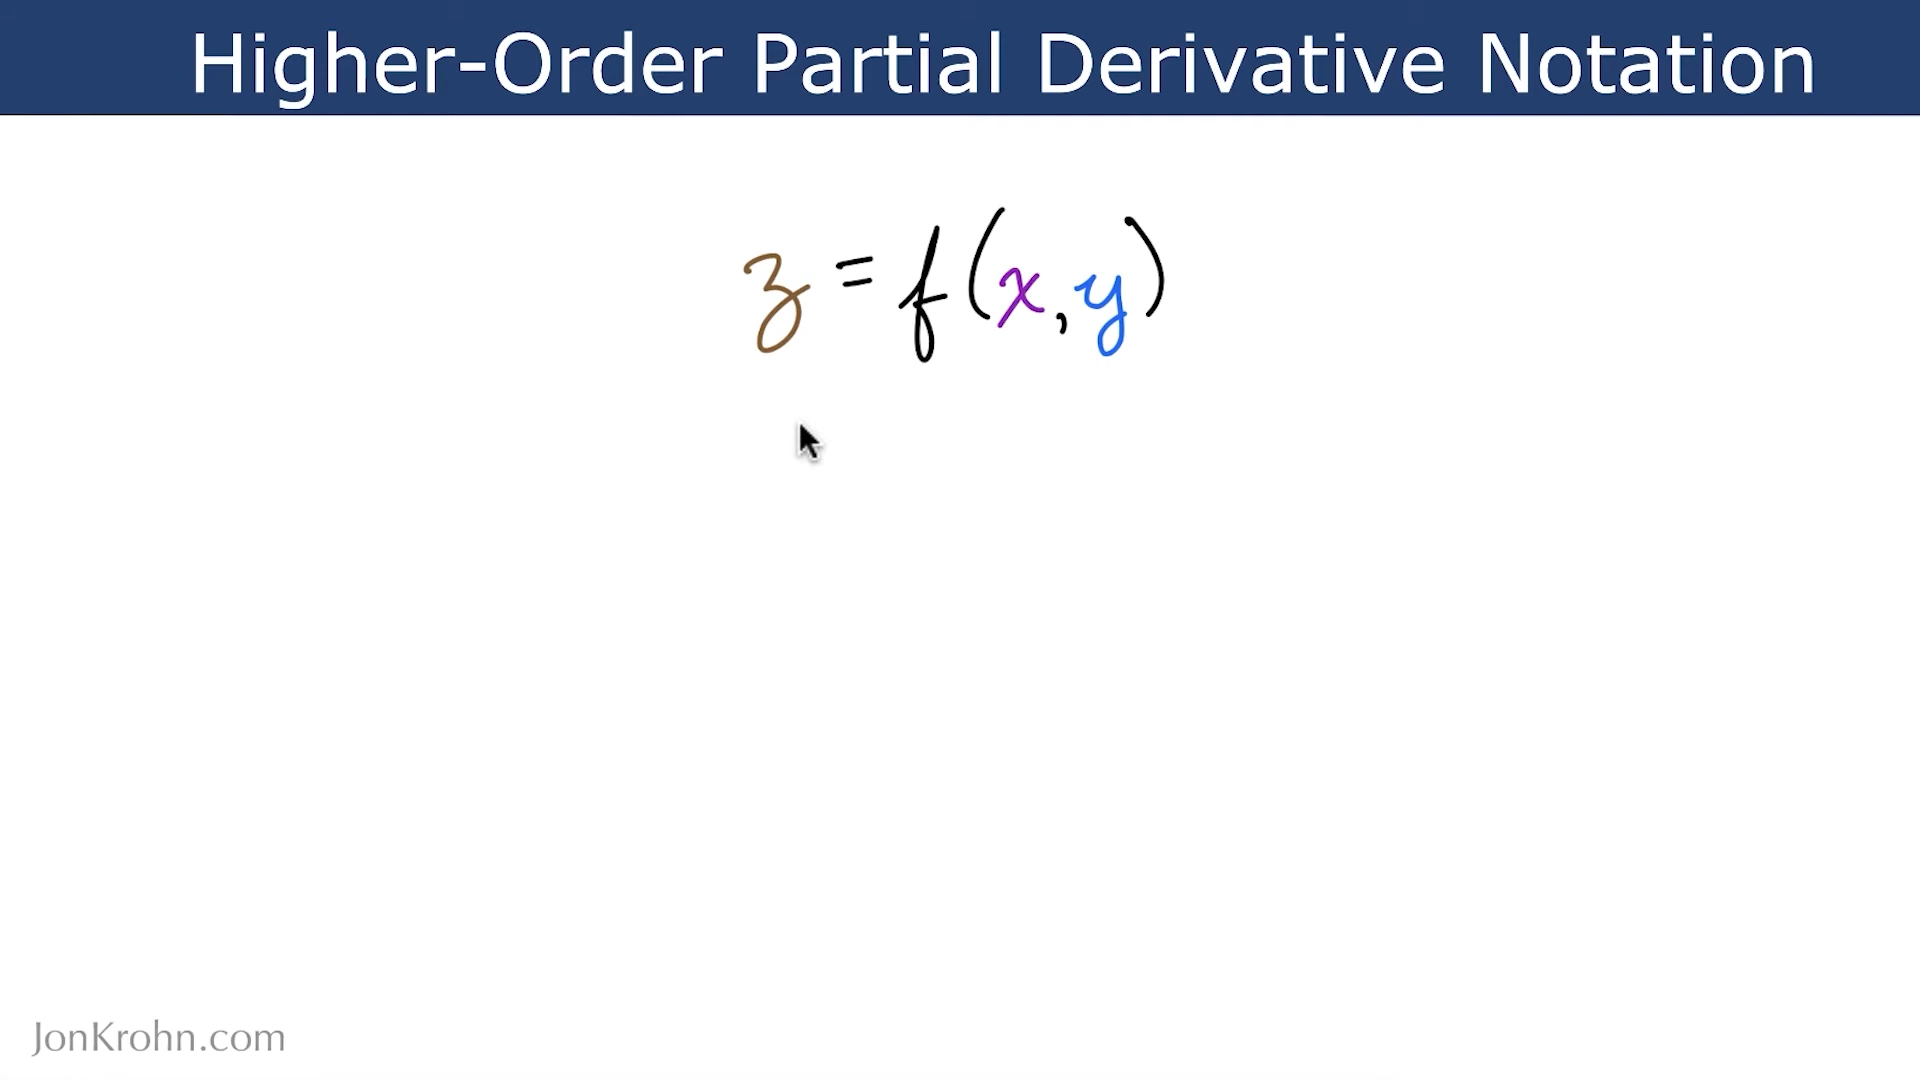 Higher-Order Partial Derivative Notation
z = f(x,y)
JonKrohn.com